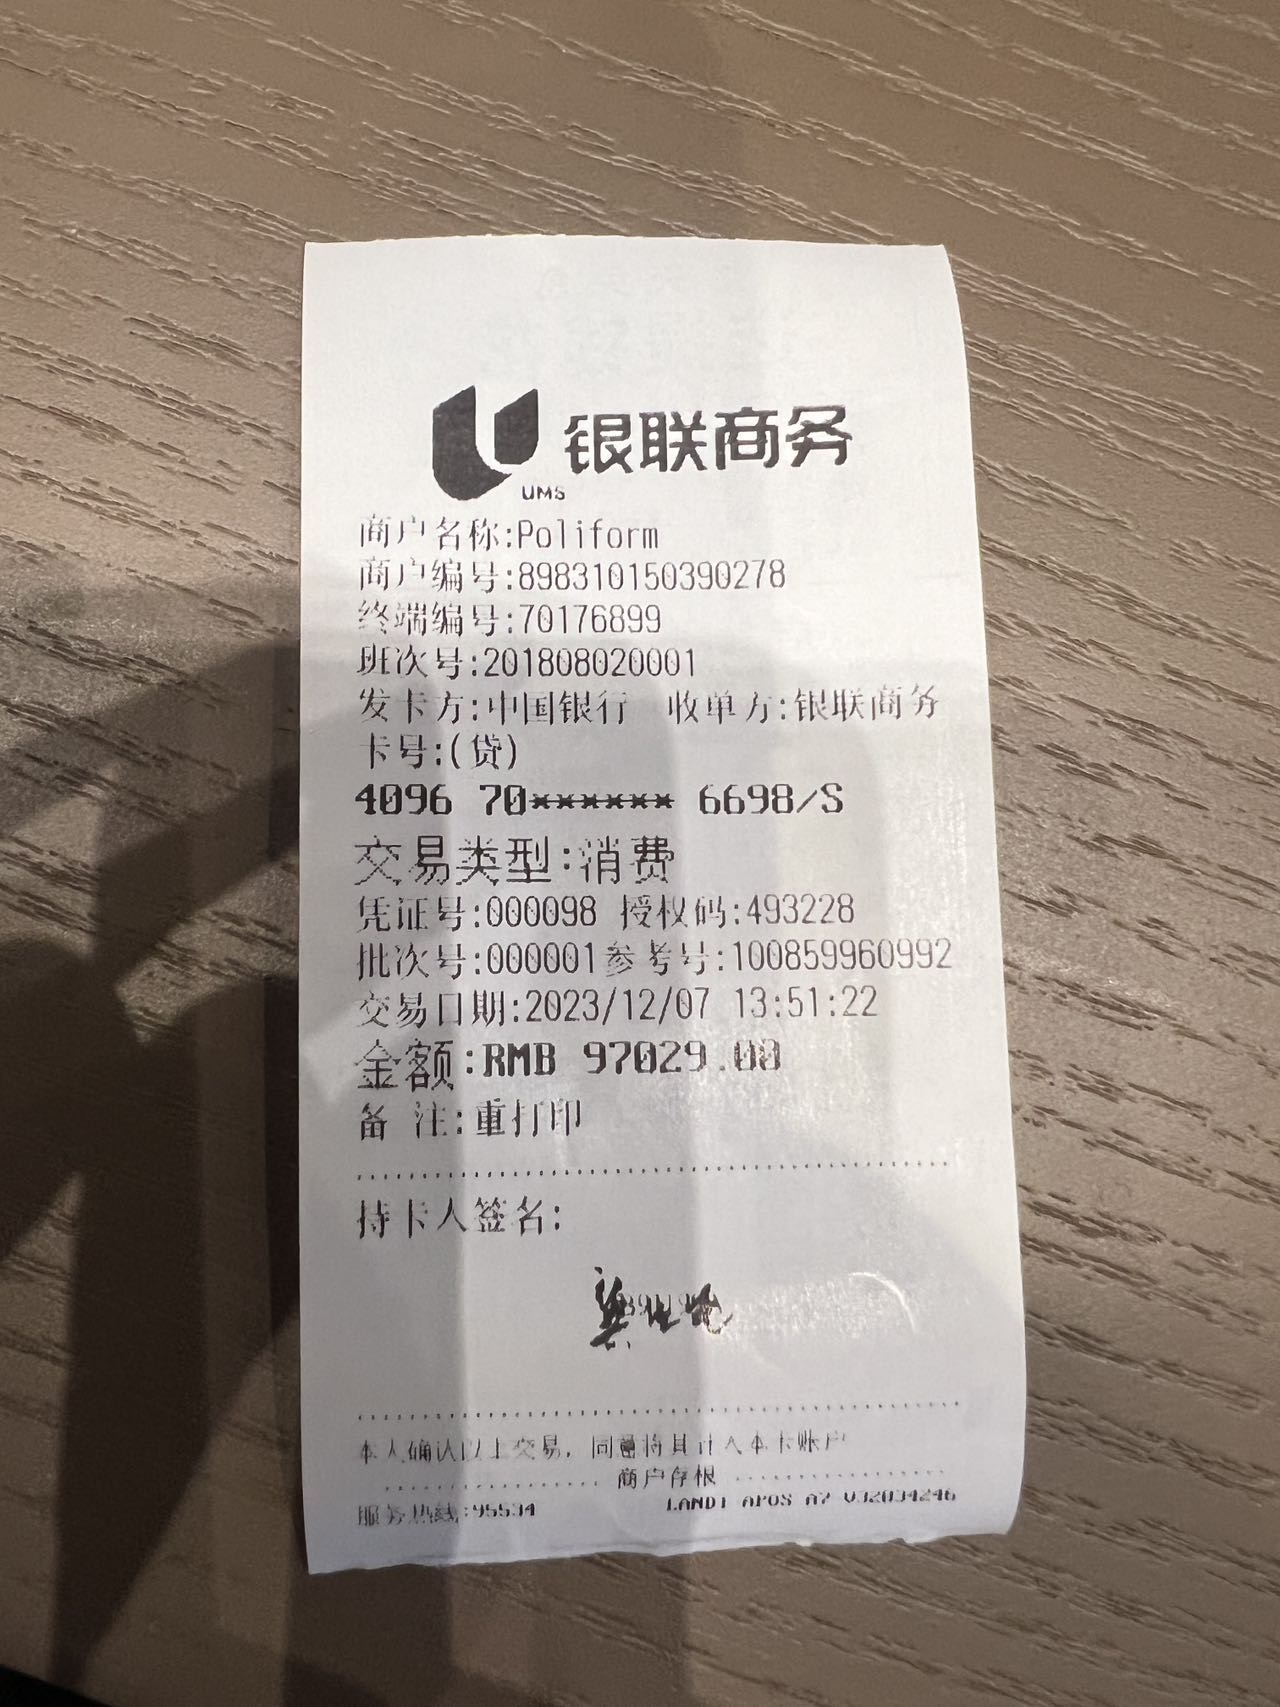 银联商务
UMS
商户名称:Poliform
商户编号:898310150390278
终端编号:70176899
班次号:201808020001
发卡方:中国银行 收单方:银联商务
卡号:(贷)
4096 70****** 6698/S
交易类型:消费
凭证号:000098 授权码:493228
批次号:000001参考号:100859960992
交易日期:2023/12/07 13:51:22
金额:RMB 97029.00
备 注:重打印
持卡人签名:
本人确认以上交易, 同意将其计入本卡账户
商户存根
服务热线:95534 LANDI APOS A7 V32034246